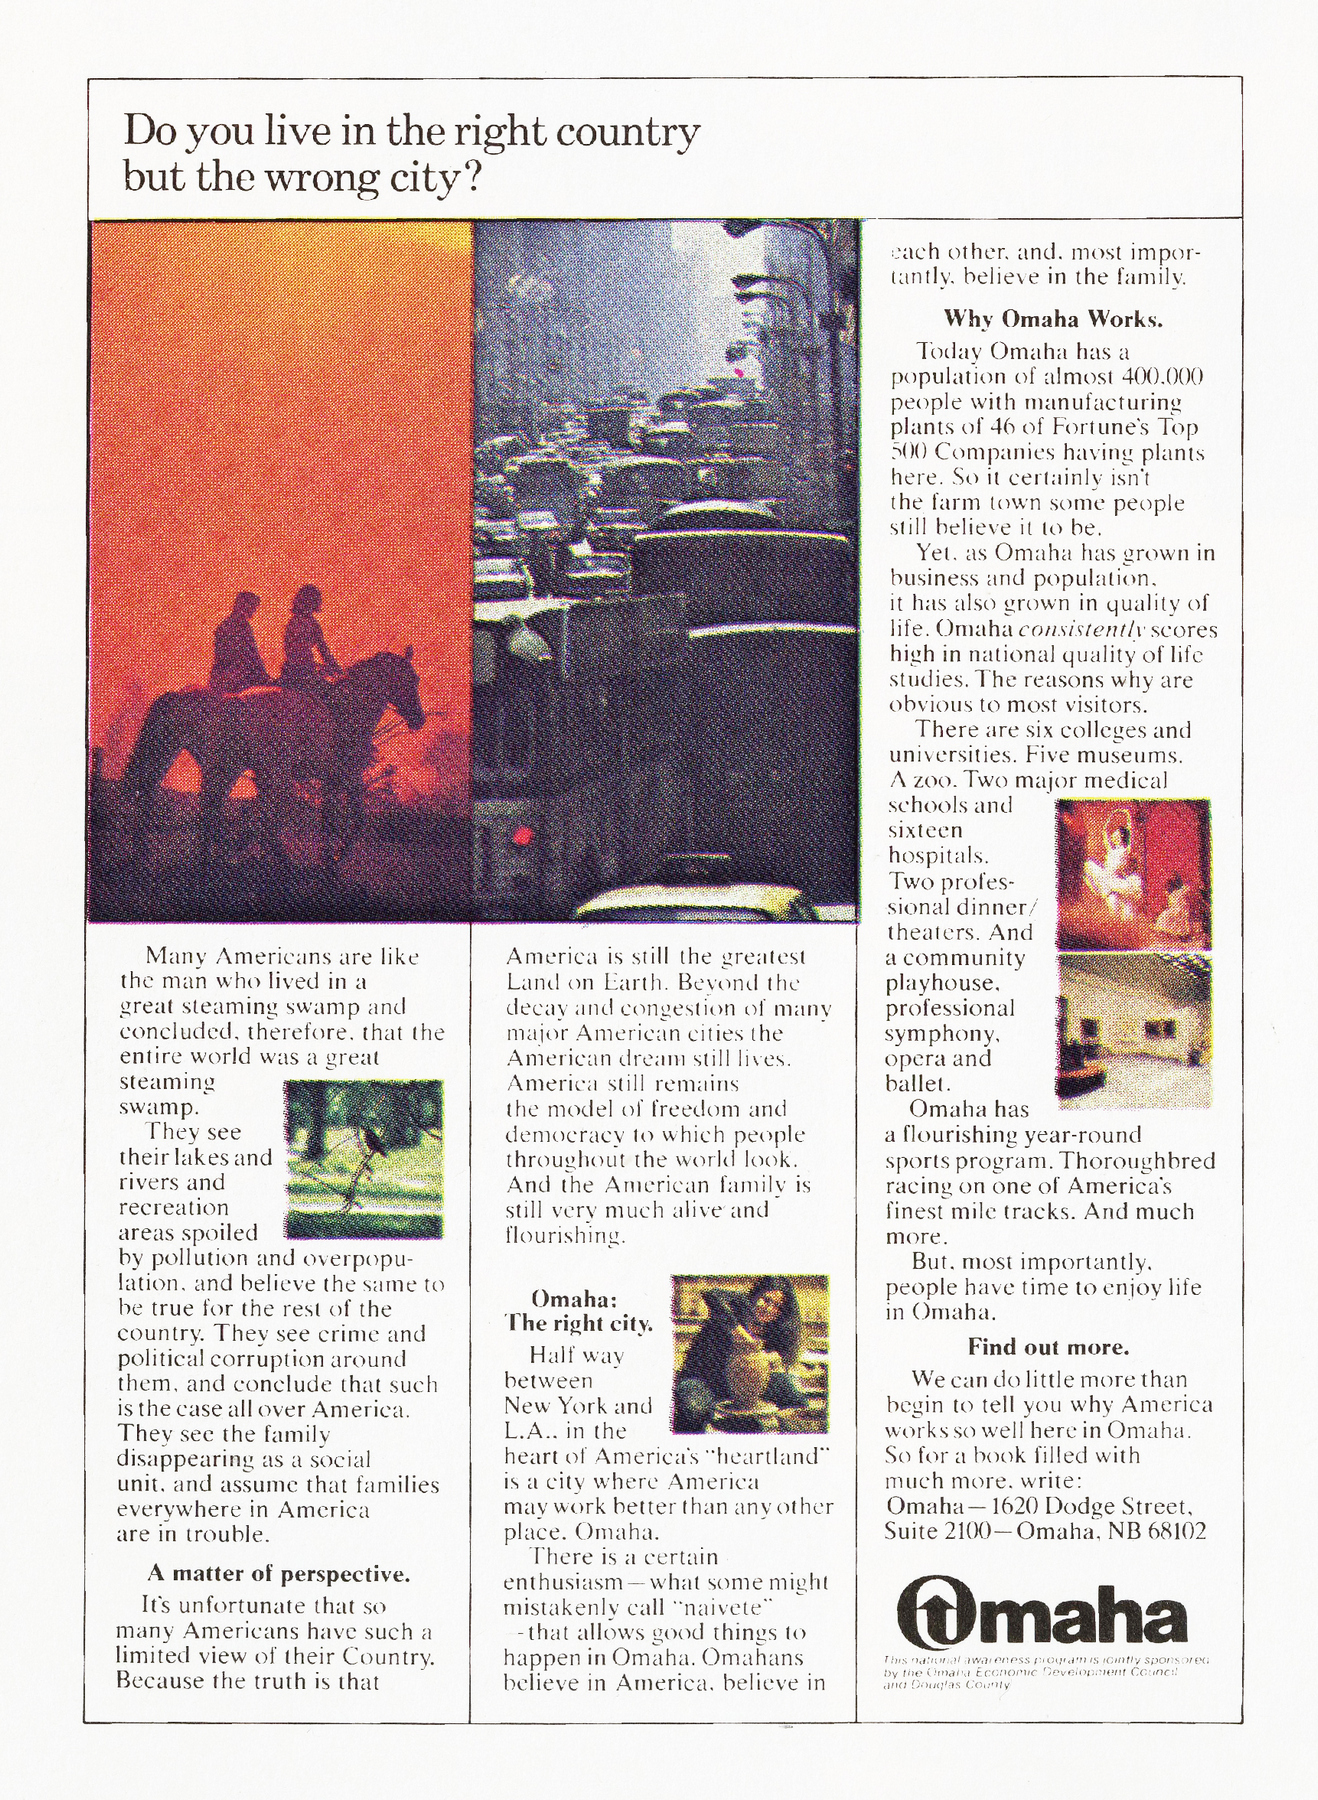 Do you live in the right country
but the wrong city?
Many Americans are like
the man who lived in a
great steaming swamp and
concluded, therefore, that the
entire world was a great
steaming
swamp.
They see
their lakes and
rivers and
recreation
areas spoiled
by pollution and overpopu-
lation, and believe the same to
be true for the rest of the
country. They see crime and
political corruption around
them, and conclude that such
is the case all over America.
They see the family
disappearing as a social
unit, and assume that families
everywhere in America
are in trouble.
A matter of perspective.
It's unfortunate that so
many Americans have such a
limited view of their Country.
Because the truth is that
America is still the greatest
Land on Earth. Beyond the
decay and congestion of many
major American cities the
American dream still lives.
America still remains
the model of freedom and
democracy to which people
throughout the world look.
And the American family is
still very much alive and
flourishing.
Omaha:
The right city.
Half way
between
New York and
L.A.. in the
heart of America's "heartland"
is a city where America
may work better than any other
place. Omaha.
There is a certain
enthusiasm—what some might
mistakenly call "naivete"
-that allows good things to
happen in Omaha. Omahans
believe in America, believe in
each other, and, most impor-
tantly, believe in the family.
Why Omaha Works.
Today Omaha has a
population of almost 400,000
people with manufacturing
plants of 46 of Fortune's Top
500 Companies having plants
here. So it certainly isn't
the farm town some people
still believe it to be.
Yet, as Omaha has grown in
business and population,
it has also grown in quality of
life. Omaha consistently scores
high in national quality of life
studies. The reasons why are
obvious to most visitors.
There are six colleges and
universities. Five museums.
A zoo. Two major medical
schools and
sixteen
hospitals.
Two profes-
sional dinner/
theaters. And
a community
playhouse,
professional
symphony,
opera and
ballet.
Omaha has
a flourishing year-round
sports program. Thoroughbred
racing on one of America's
finest mile tracks. And much
more.
But, most importantly,
people have time to enjoy life
in Omaha.
Find out more.
We can do little more than
begin to tell you why America
works so well here in Omaha.
So for a book filled with
much more, write:
Omaha—1620 Dodge Street,
Suite 2100—Omaha, NB 68102
Omaha
This national awareness program is jointly sponsored
by the Omaha Economic Development Council
and Douglas County